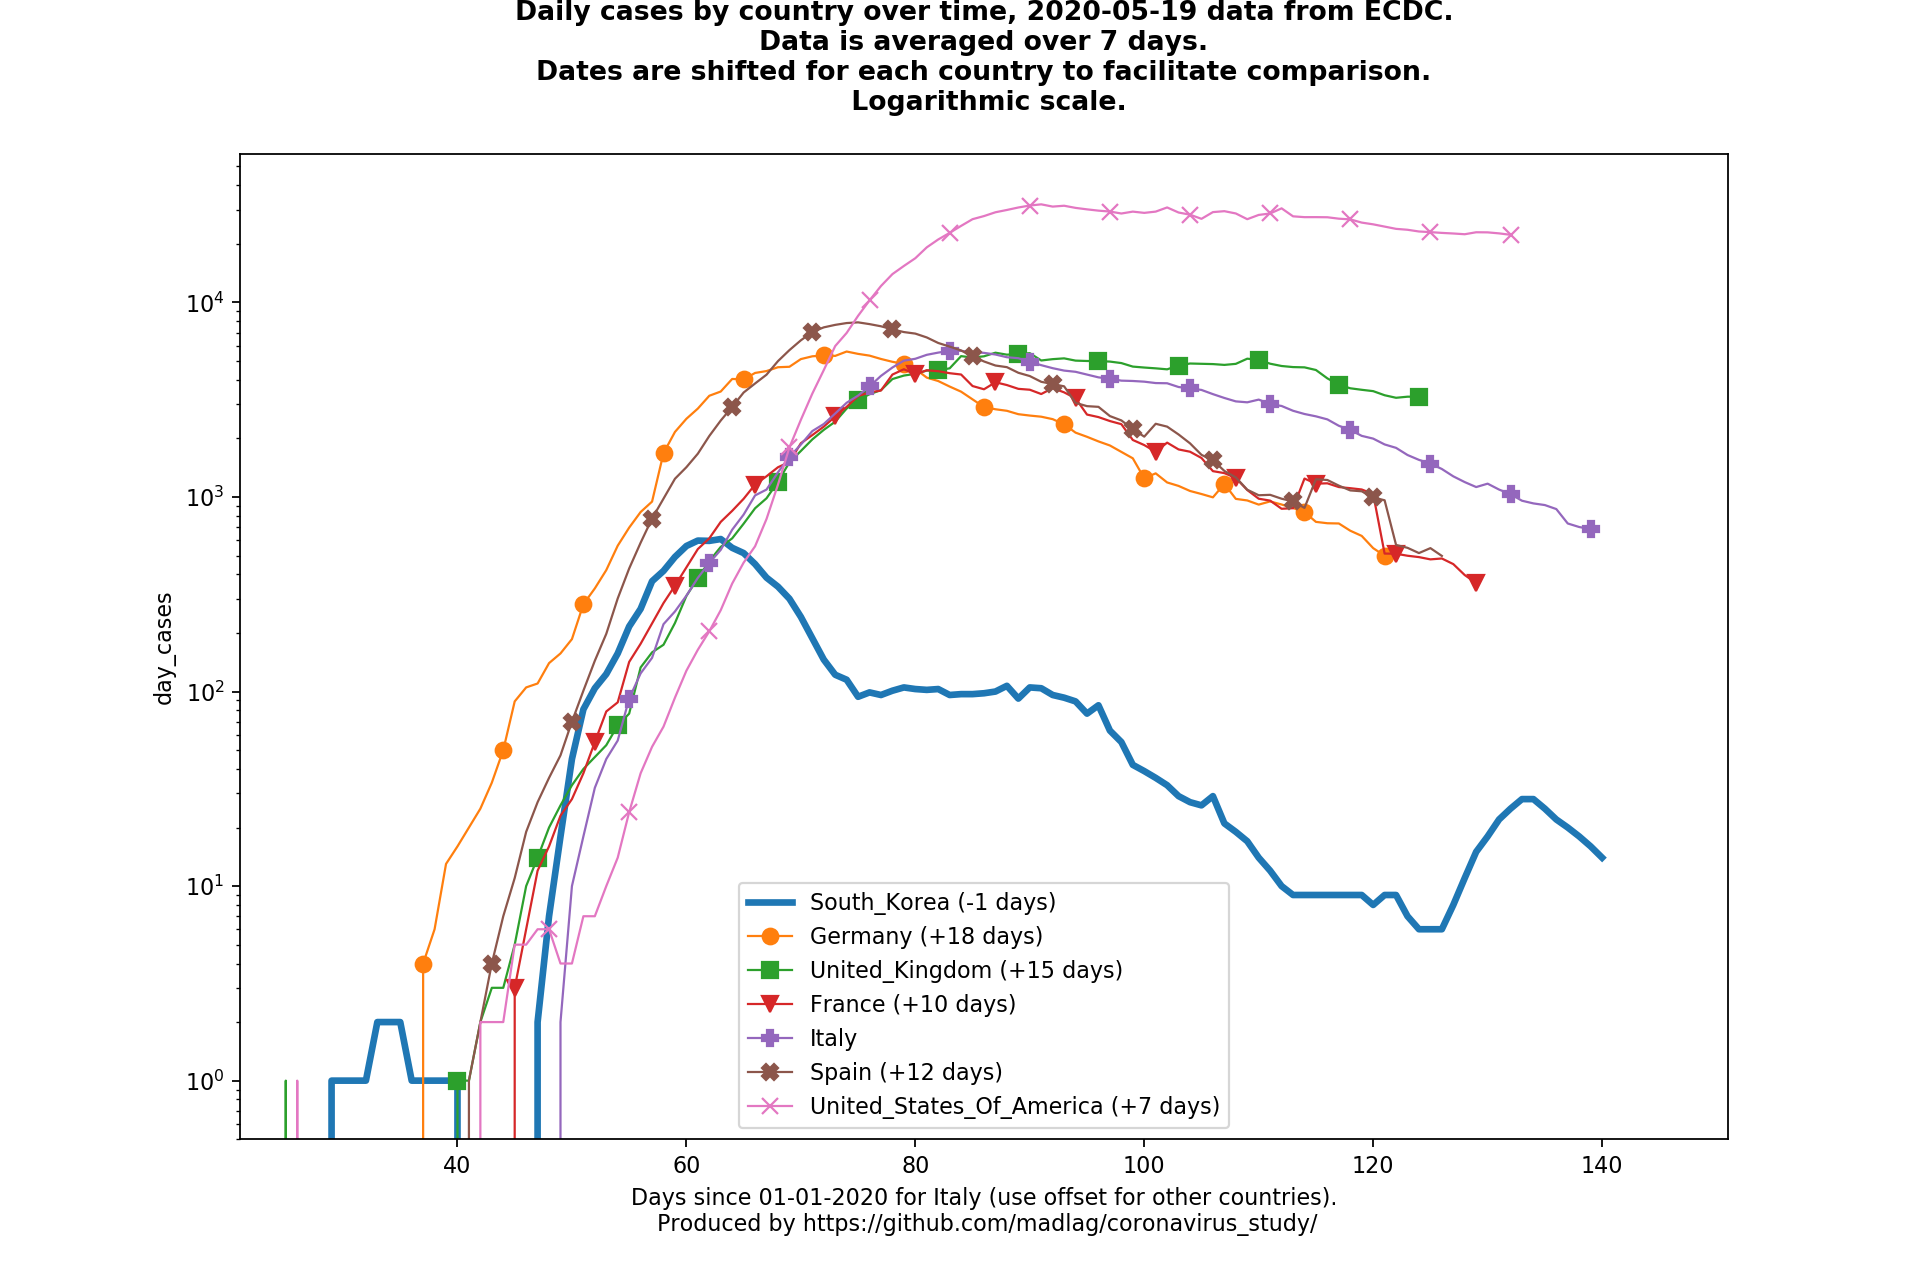 Daily cases by country over time, 2020-05-19 data from ECDC.
Data is averaged over 7 days.
Dates are shifted for each country to facilitate comparison.
Logarithmic scale.
day_cases
10⁴
10³
10²
10¹
10⁰
South_Korea (-1 days)
Germany (+18 days)
United_Kingdom (+15 days)
France (+10 days)
Italy
Spain (+12 days)
United_States_Of_America (+7 days)
40 60 80 100 120 140
Days since 01-01-2020 for Italy (use offset for other countries).
Produced by https://github.com/madlag/coronavirus_study/